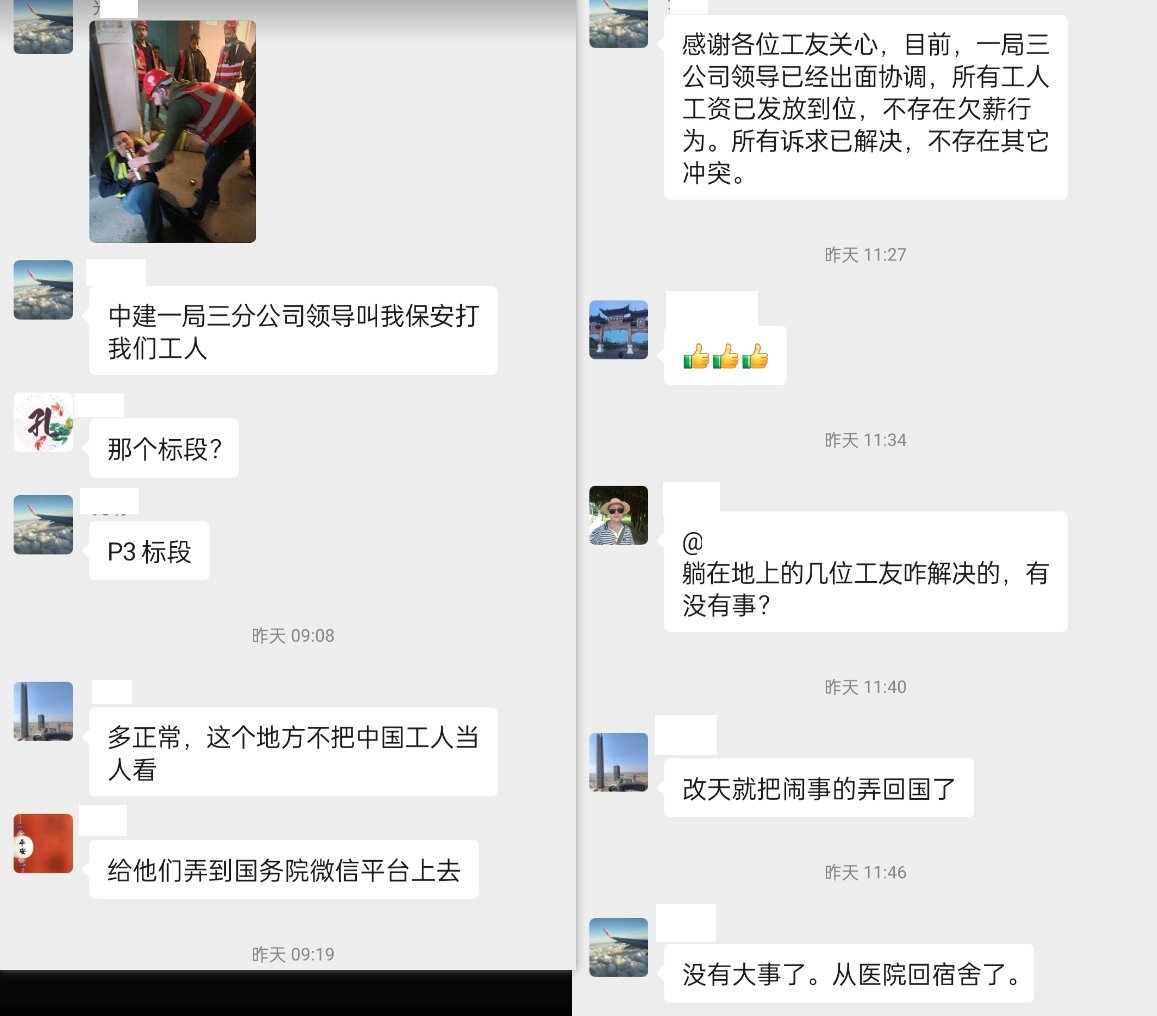 中建一局三分公司领导叫我保安打
我们工人
孔
那个标段？
P3 标段
昨天 09:08
多正常，这个地方不把中国工人当
人看
平安
给他们弄到国务院微信平台上去
昨天 09:19
感谢各位工友关心，目前，一局三
公司领导已经出面协调，所有工人
工资已发放到位，不存在欠薪行
为。所有诉求已解决，不存在其它
冲突。
昨天 11:27
👍👍👍
昨天 11:34
@
躺在地上的几位工友咋解决的，有
没有事？
昨天 11:40
改天就把闹事的弄回国了
昨天 11:46
没有大事了。从医院回宿舍了。